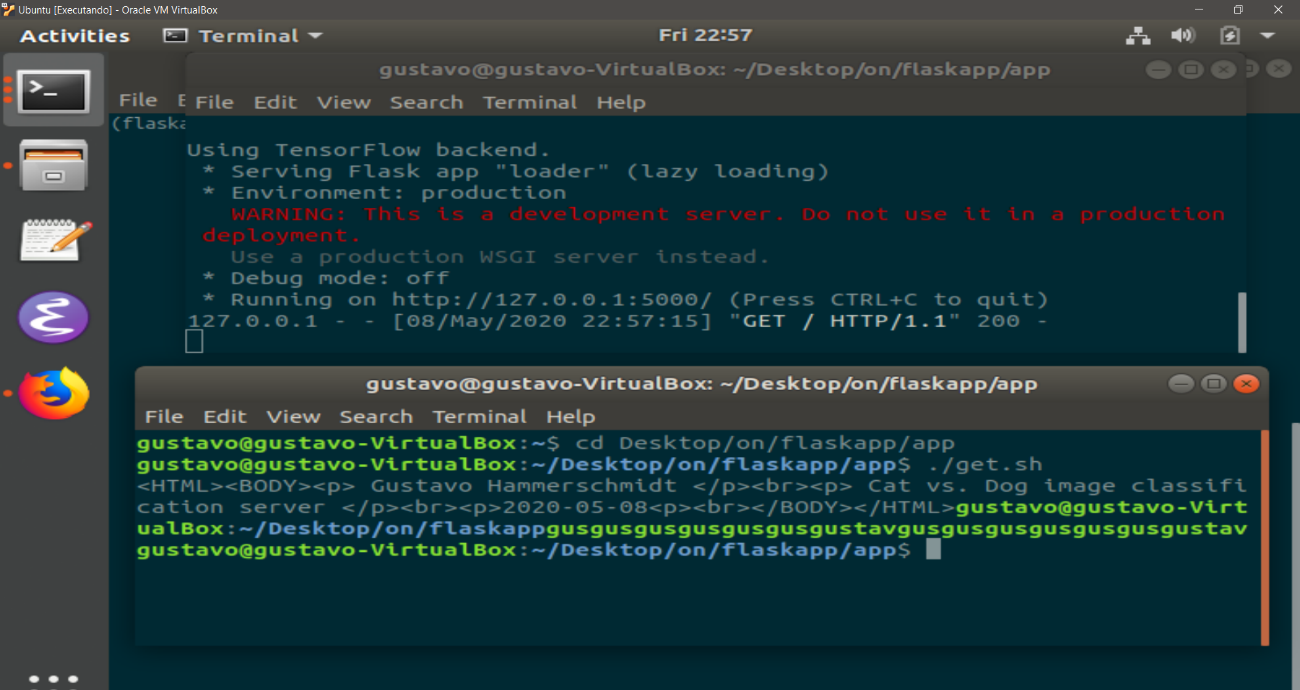 Ubuntu [Executando] - Oracle VM VirtualBox
Activities Terminal Fri 22:57
gustavo@gustavo-VirtualBox: ~/Desktop/on/flaskapp/app
File E File Edit View Search Terminal Help
(flaska
Using TensorFlow backend.
* Serving Flask app "loader" (lazy loading)
* Environment: production
WARNING: This is a development server. Do not use it in a production
deployment.
Use a production WSGI server instead.
* Debug mode: off
* Running on http://127.0.0.1:5000/ (Press CTRL+C to quit)
127.0.0.1 - - [08/May/2020 22:57:15] "GET / HTTP/1.1" 200 -
gustavo@gustavo-VirtualBox: ~/Desktop/on/flaskapp/app
File Edit View Search Terminal Help
gustavo@gustavo-VirtualBox:~$ cd Desktop/on/flaskapp/app
gustavo@gustavo-VirtualBox:~/Desktop/on/flaskapp/app$ ./get.sh
<HTML><BODY><p> Gustavo Hammerschmidt </p><br><p> Cat vs. Dog image classifi
cation server </p><br><p>2020-05-08<p><br></BODY></HTML>gustavo@gustavo-Virt
ualBox:~/Desktop/on/flaskappgusgusgusgusgusgustavgusgusgusgusgusgusgustav
gustavo@gustavo-VirtualBox:~/Desktop/on/flaskapp/app$